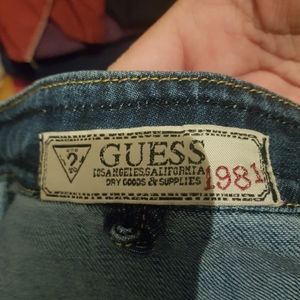 ?
GUESS
LOS ANGELES, CALIFORNIA
DRY GOODS & SUPPLIES
1981